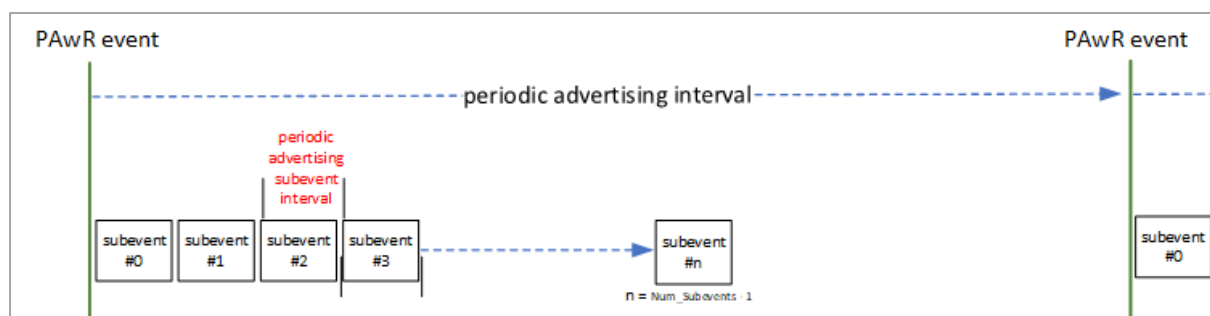 PAwR event
PAwR event
periodic advertising interval
periodic
advertising
subevent
interval
subevent
#0
subevent
#1
subevent
#2
subevent
#3
subevent
#n
subevent
#0
n = Num_Subevents - 1